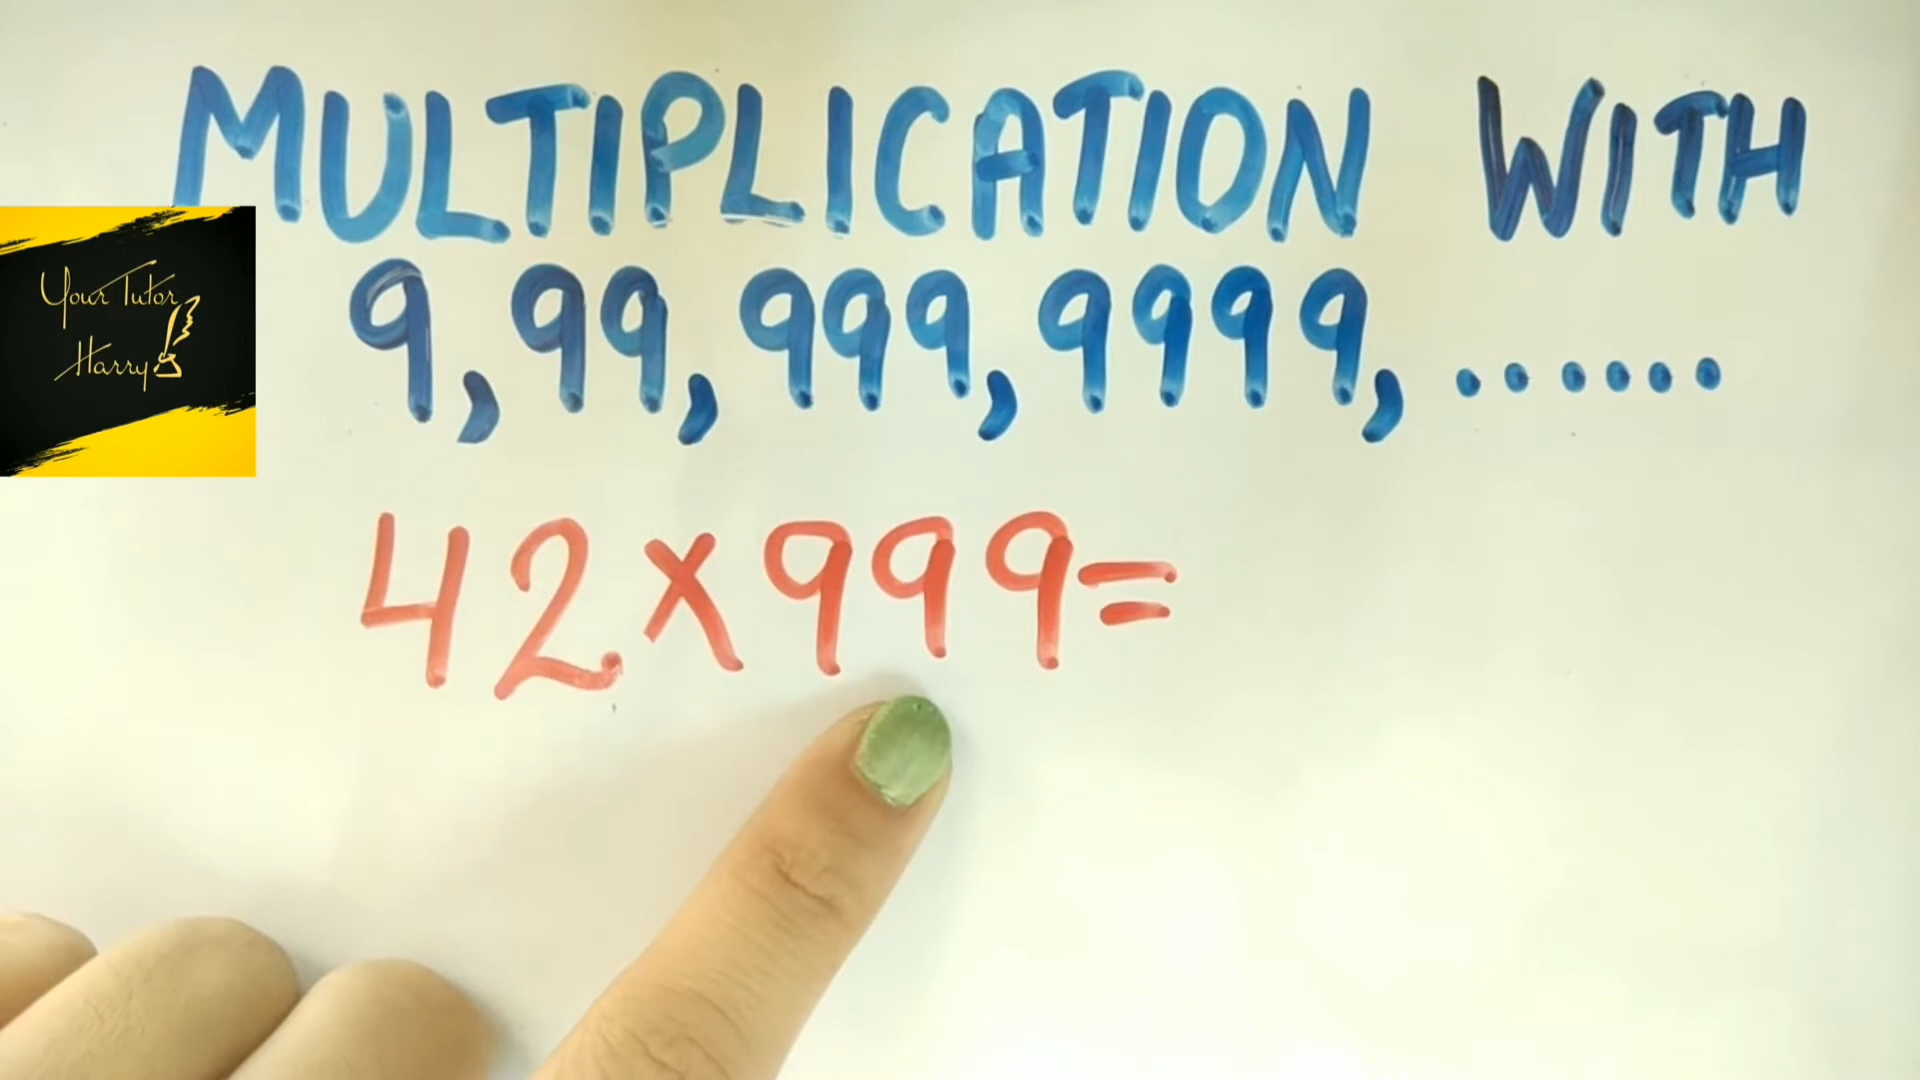 MULTIPLICATION WITH
9, 99, 999, 9999, ......
Your Tutor
Harry
42×999=